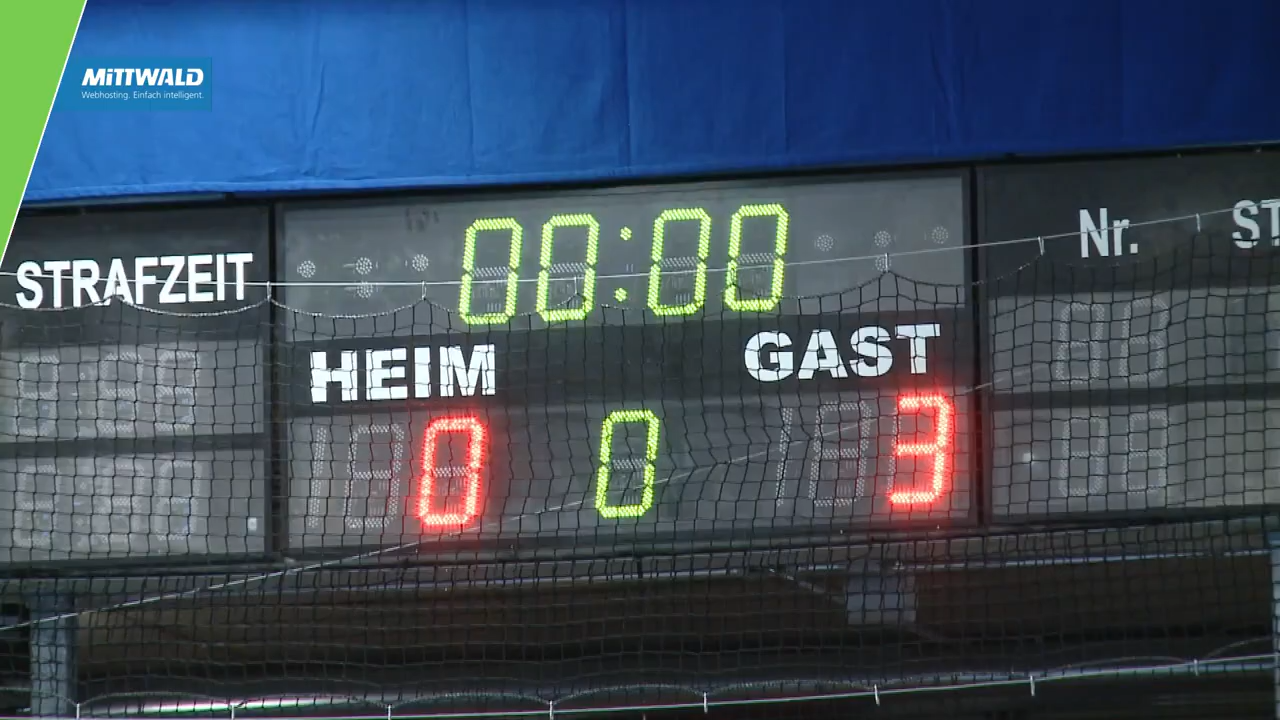 MITTWALD
Webhosting. Einfach intelligent.
00:00
STRAFZEIT
Nr.
HEIM
GAST
0
0
3